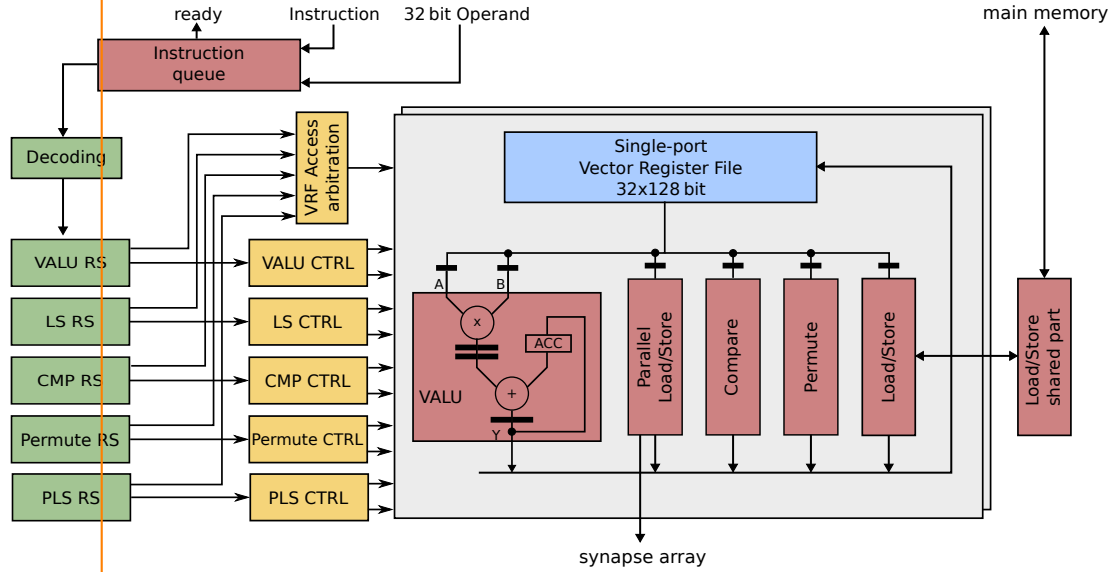 ready
Instruction
32 bit Operand
main memory
Instruction
queue
Decoding
VRF Access
arbitration
Single-port
Vector Register File
32x128 bit
VALU RS
VALU CTRL
LS RS
LS CTRL
CMP RS
CMP CTRL
Permute RS
Permute CTRL
PLS RS
PLS CTRL
A
B
x
ACC
VALU
+
Y
Parallel
Load/Store
Compare
Permute
Load/Store
Load/Store
shared part
synapse array